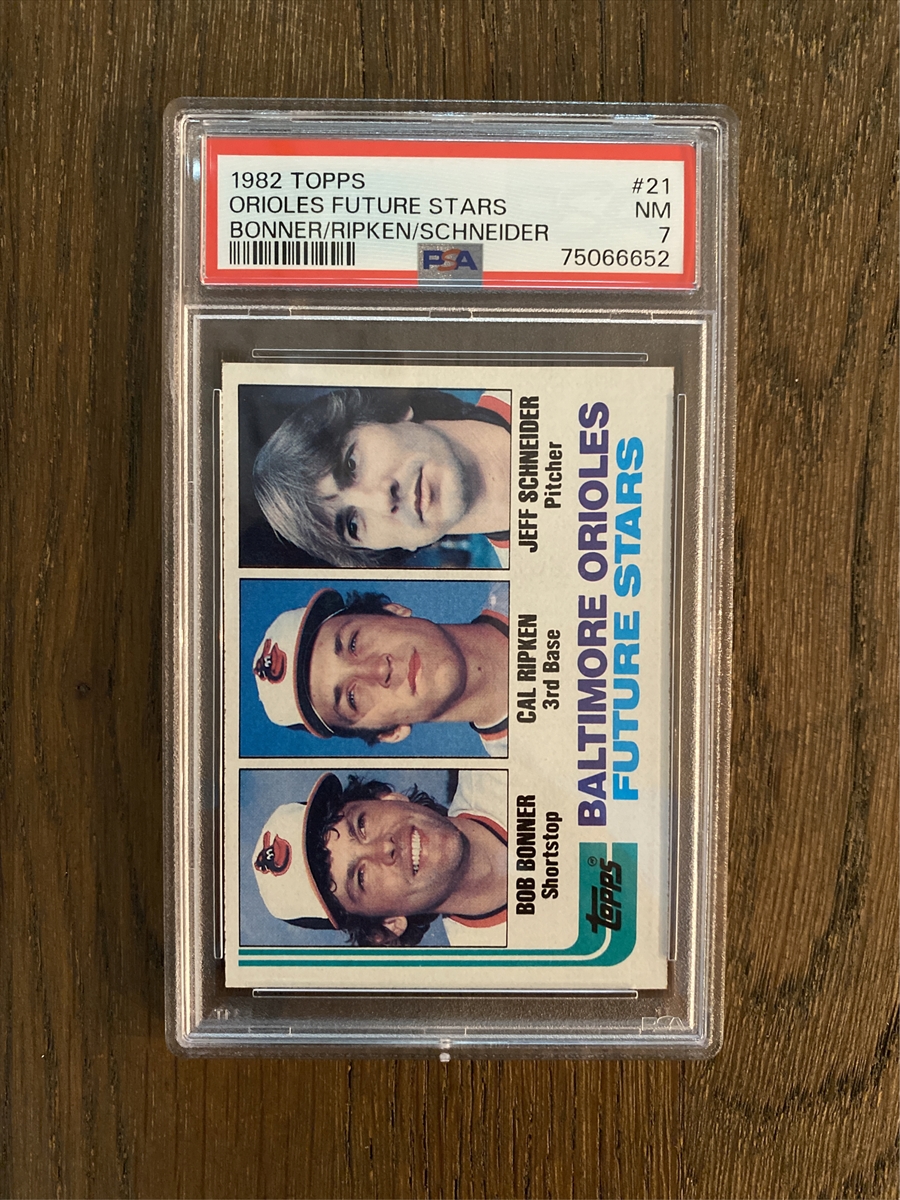 1982 TOPPS #21
ORIOLES FUTURE STARS NM
BONNER/RIPKEN/SCHNEIDER 7
PSA 75066652
BOB BONNER
Shortstop
CAL RIPKEN
3rd Base
JEFF SCHNEIDER
Pitcher
TOPPS®
BALTIMORE ORIOLES
FUTURE STARS
PSA